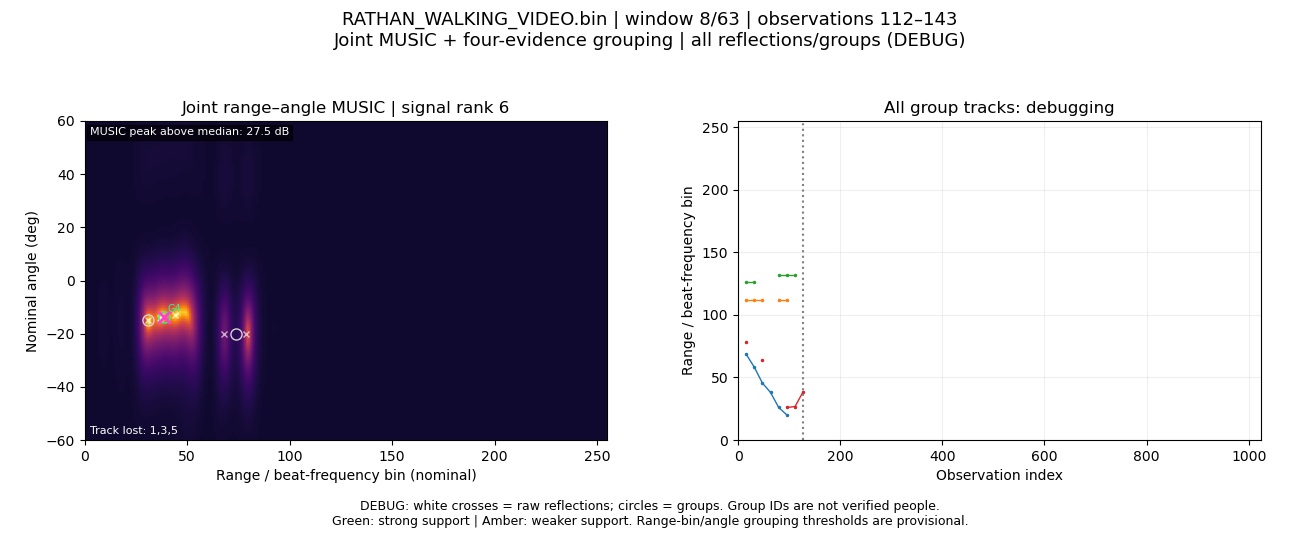 RATHAN_WALKING_VIDEO.bin | window 8/63 | observations 112–143
Joint MUSIC + four-evidence grouping | all reflections/groups (DEBUG)
Joint range–angle MUSIC | signal rank 6
MUSIC peak above median: 27.5 dB
60
40
20
0
−20
−40
−60
Nominal angle (deg)
Track lost: 1,3,5
0
50
100
150
200
250
Range / beat-frequency bin (nominal)
All group tracks: debugging
250
200
150
100
50
0
Range / beat-frequency bin
0
200
400
600
800
1000
Observation index
DEBUG: white crosses = raw reflections; circles = groups. Group IDs are not verified people.
Green: strong support | Amber: weaker support. Range-bin/angle grouping thresholds are provisional.